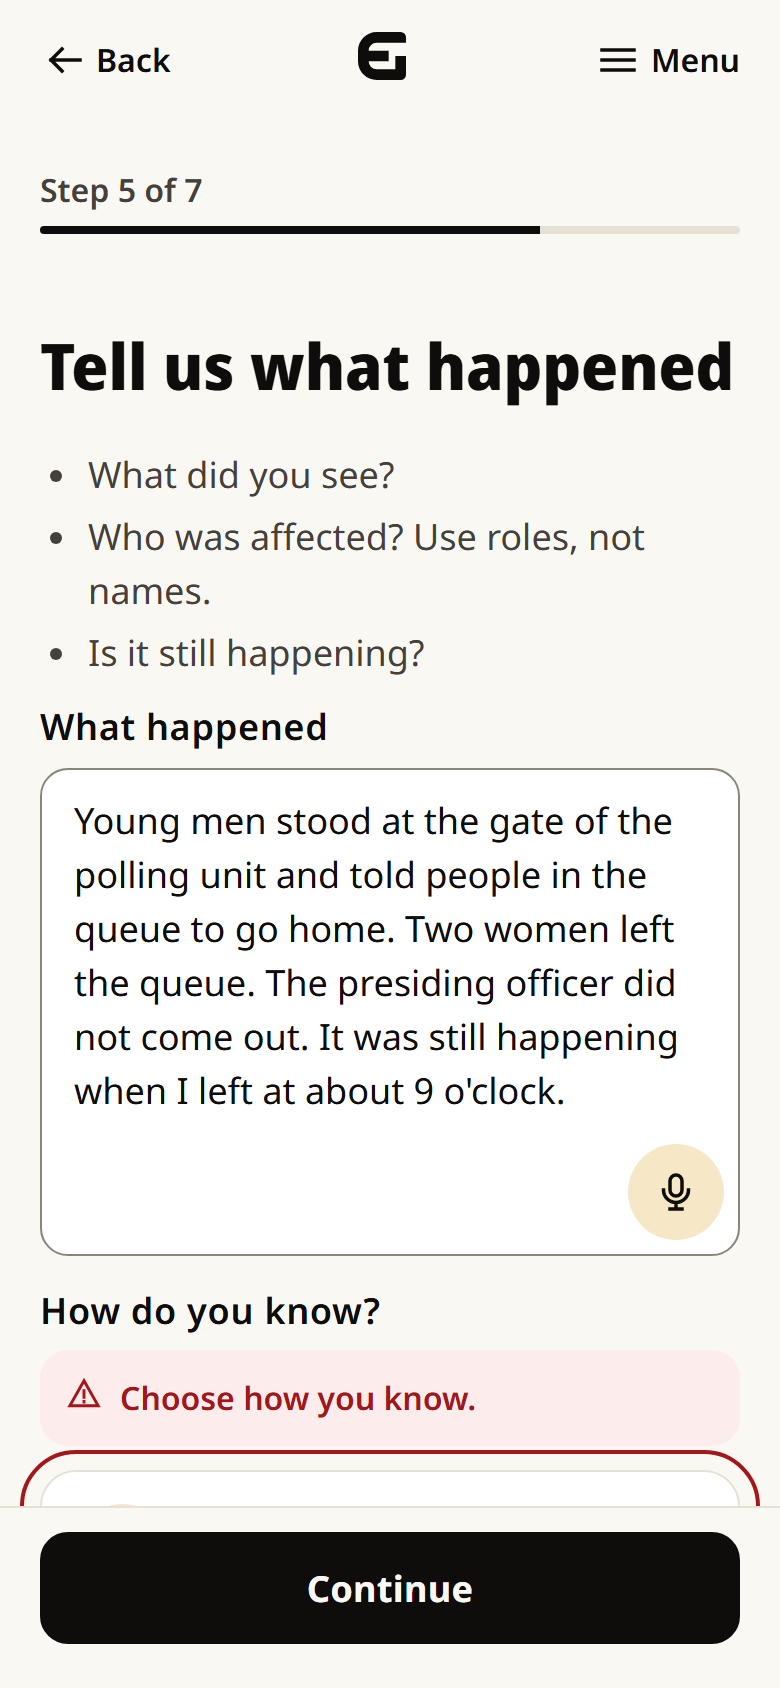 Back
Menu
Step 5 of 7
Tell us what happened
What did you see?
Who was affected? Use roles, not
names.
Is it still happening?
What happened
Young men stood at the gate of the
polling unit and told people in the
queue to go home. Two women left
the queue. The presiding officer did
not come out. It was still happening
when I left at about 9 o'clock.
How do you know?
Choose how you know.
Continue